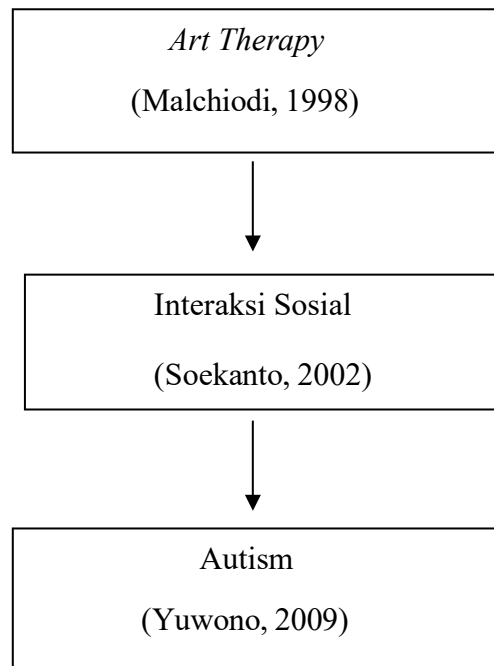 Art Therapy
(Malchiodi, 1998)
Interaksi Sosial
(Soekanto, 2002)
Autism
(Yuwono, 2009)